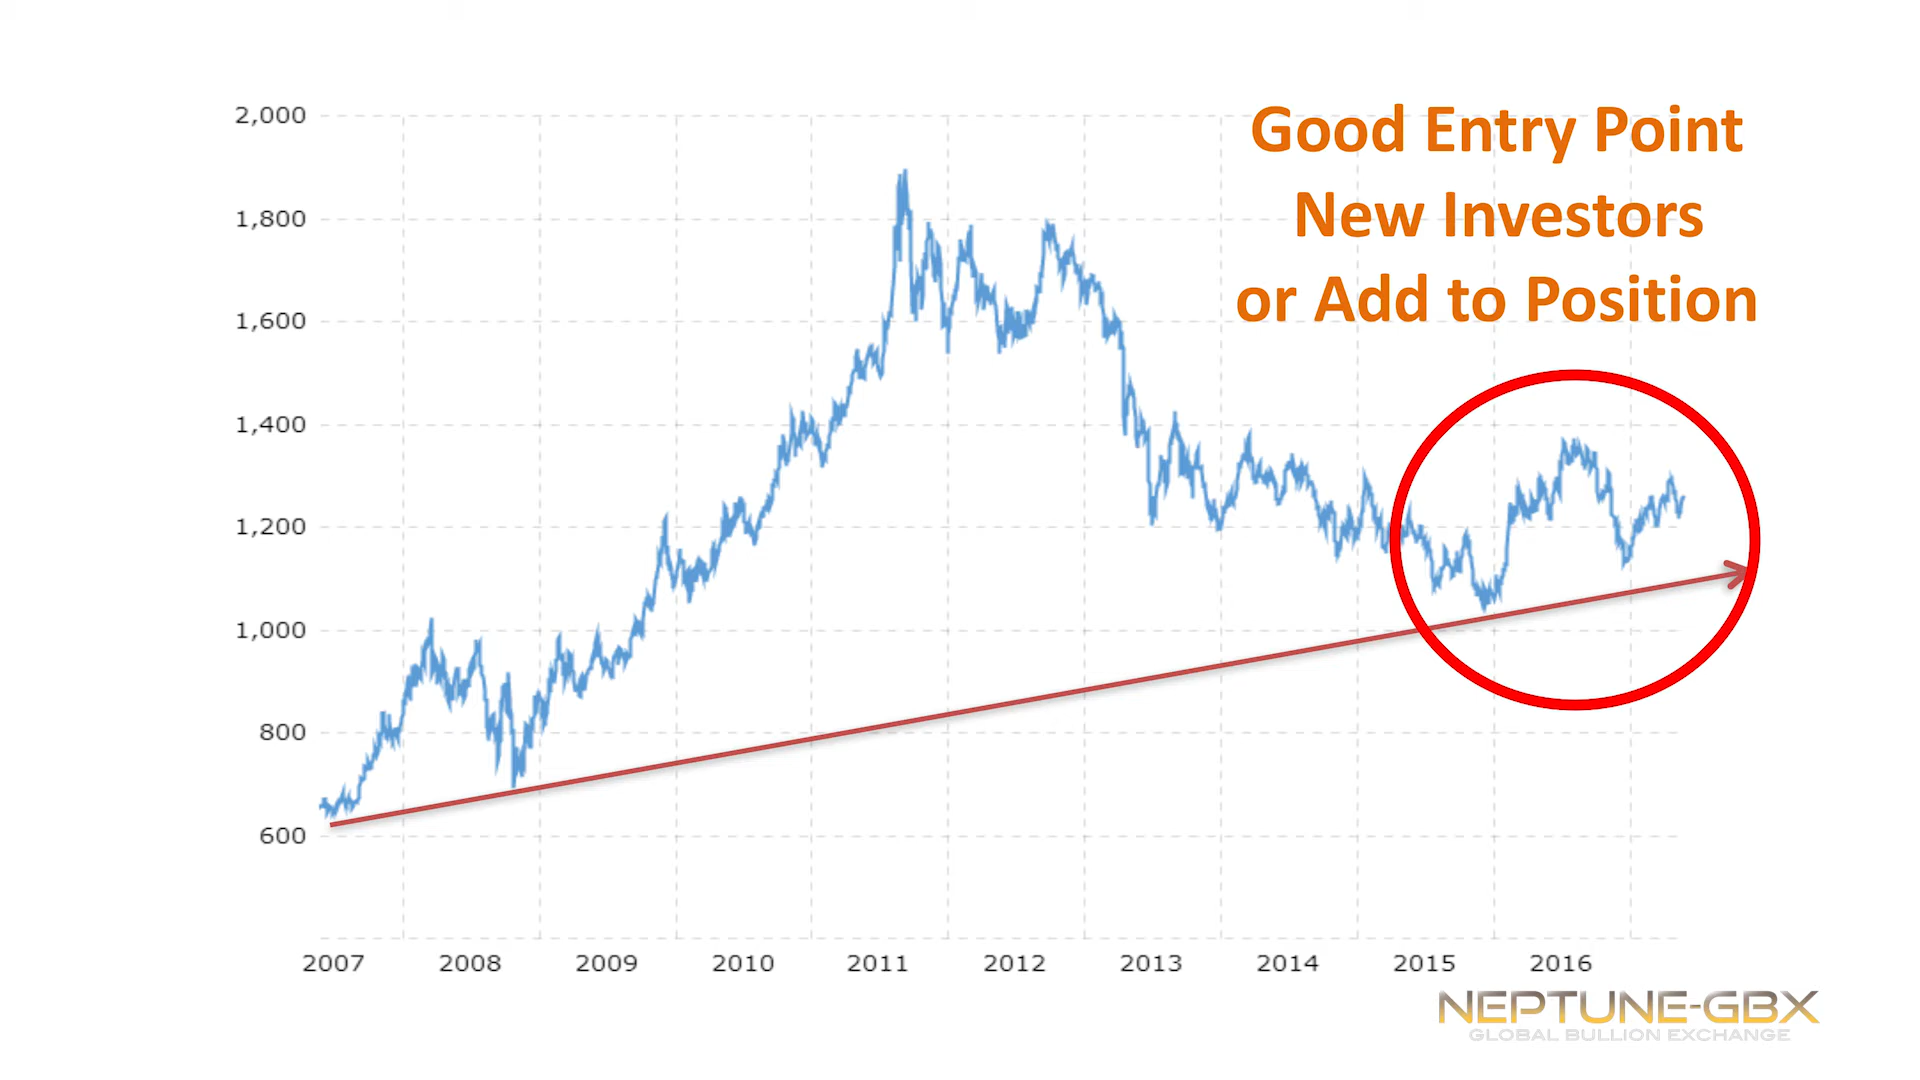 Good Entry Point
New Investors
or Add to Position
2,000
1,800
1,600
1,400
1,200
1,000
800
600
2007 2008 2009 2010 2011 2012 2013 2014 2015 2016
NEPTUNE-GBX
GLOBAL BULLION EXCHANGE